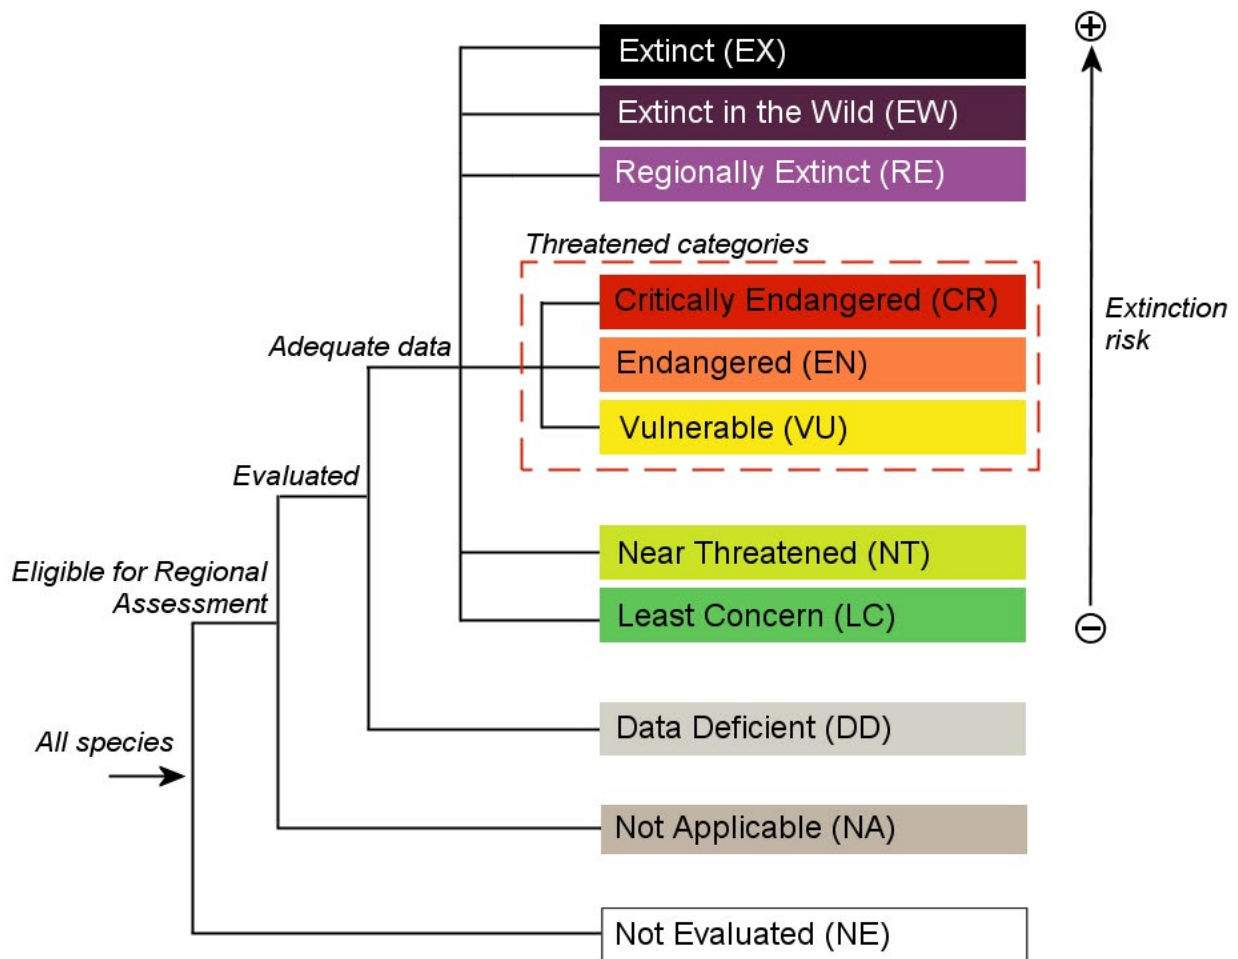 Extinct (EX)
Extinct in the Wild (EW)
Regionally Extinct (RE)
Threatened categories
Critically Endangered (CR)
Endangered (EN)
Vulnerable (VU)
Extinction
risk
Adequate data
Evaluated
Near Threatened (NT)
Eligible for Regional
Assessment
Least Concern (LC)
Data Deficient (DD)
All species
Not Applicable (NA)
Not Evaluated (NE)